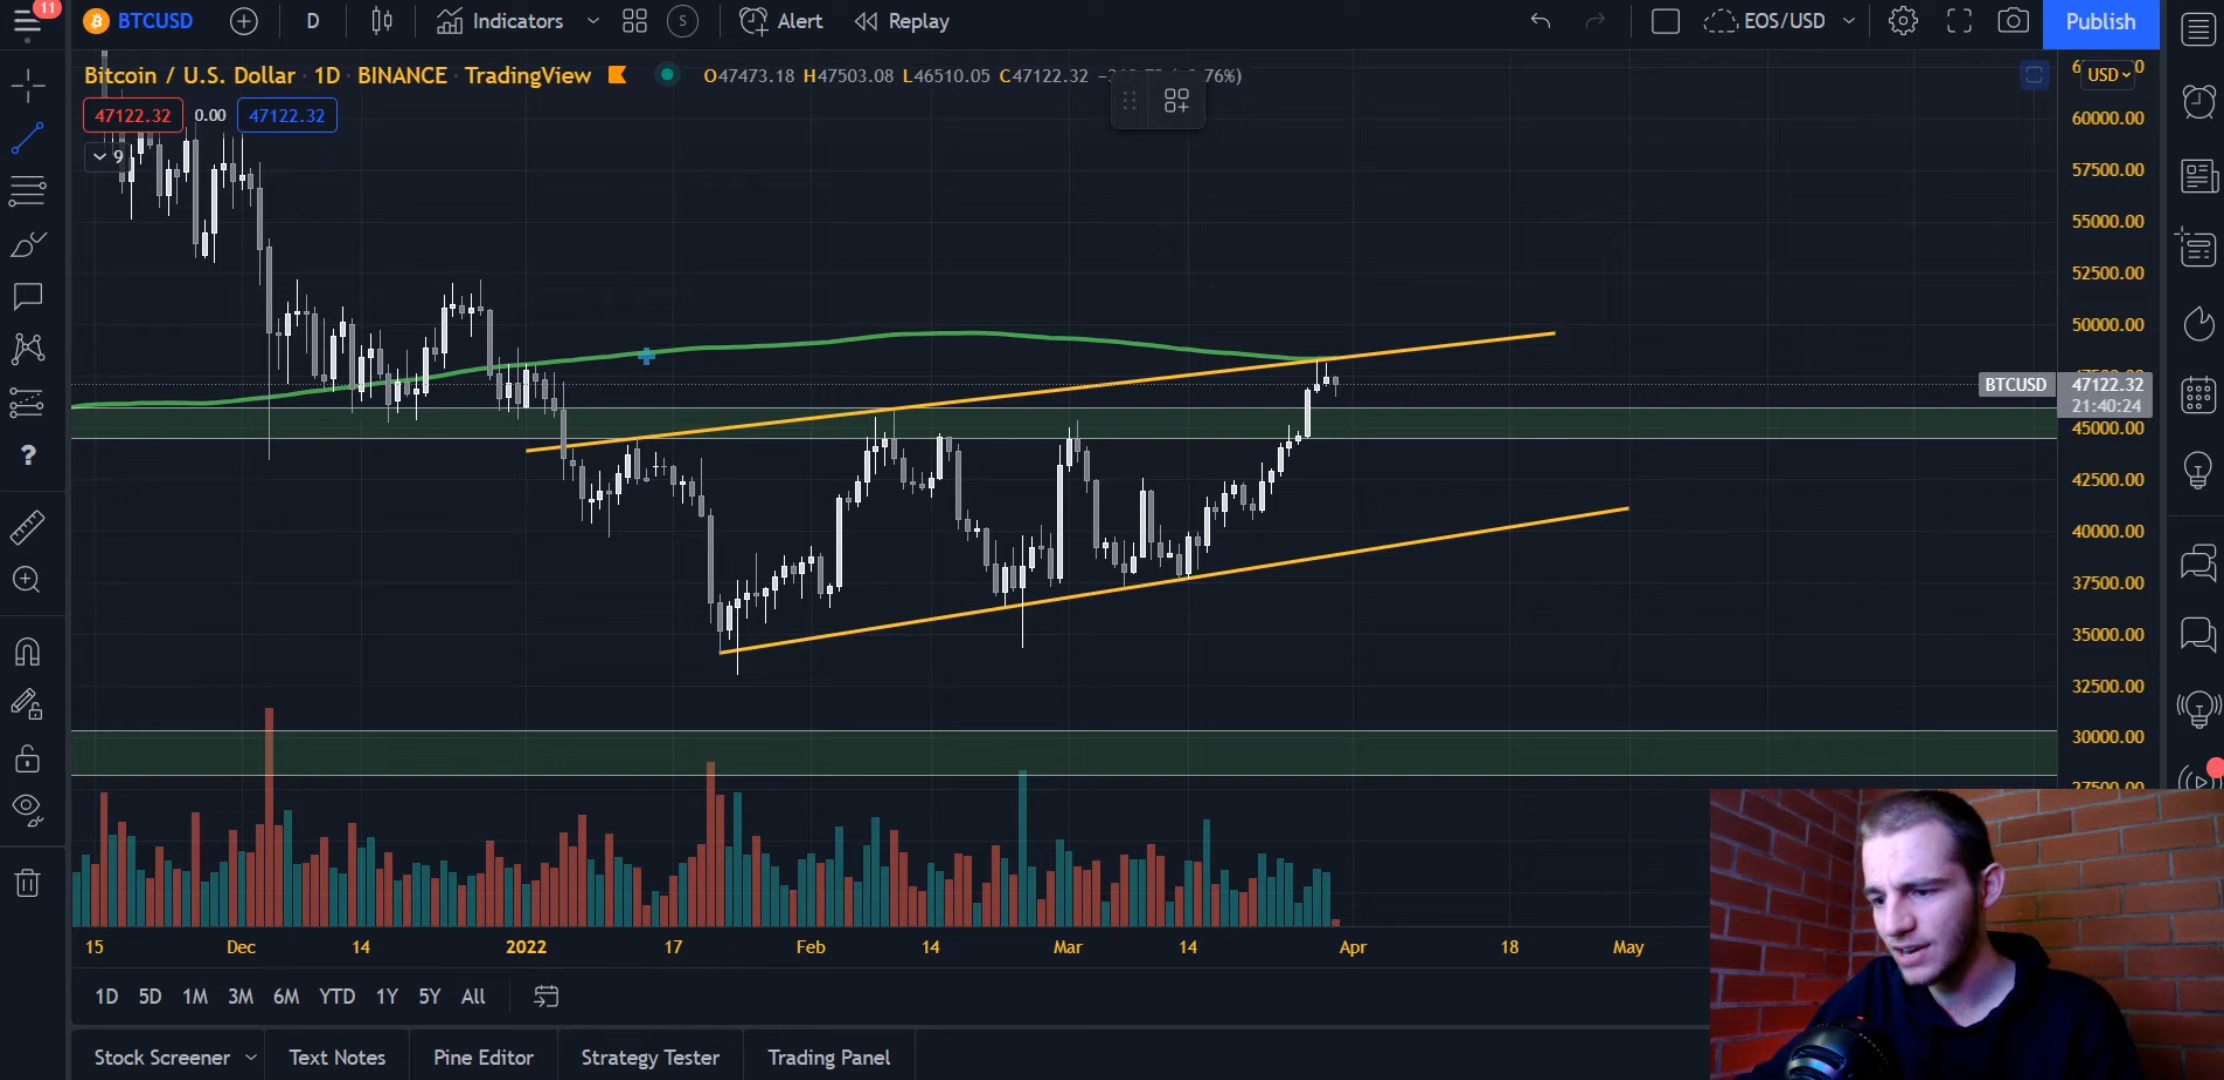 11
BTCUSD D Indicators S Alert Replay EOS/USD Publish
Bitcoin / U.S. Dollar · 1D · BINANCE · TradingView O47473.18 H47503.08 L46510.05 C47122.32
USD
47122.32 0.00 47122.32
9
60000.00
57500.00
55000.00
52500.00
50000.00
BTCUSD 47122.32
21:40:24
45000.00
42500.00
40000.00
37500.00
35000.00
32500.00
30000.00
27500.00
15 Dec 14 2022 17 Feb 14 Mar 14 Apr 18 May
1D 5D 1M 3M 6M YTD 1Y 5Y All
Stock Screener Text Notes Pine Editor Strategy Tester Trading Panel